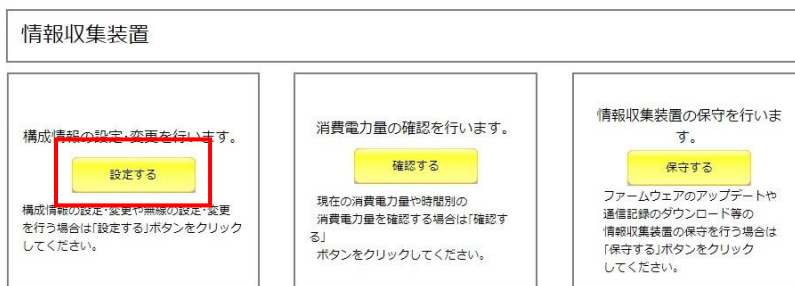 情報収集装置
構成情報の設定・変更を行います。
設定する
構成情報の設定・変更や無線の設定・変更
を行う場合は「設定する」ボタンをクリック
してください。
消費電力量の確認を行います。
確認する
現在の消費電力量や時間別の
消費電力量を確認する場合は「確認す
る」
ボタンをクリックしてください。
情報収集装置の保守を行いま
す。
保守する
ファームウェアのアップデートや
通信記録のダウンロード等の
情報収集装置の保守を行う場合は
「保守する」ボタンをクリック
してください。